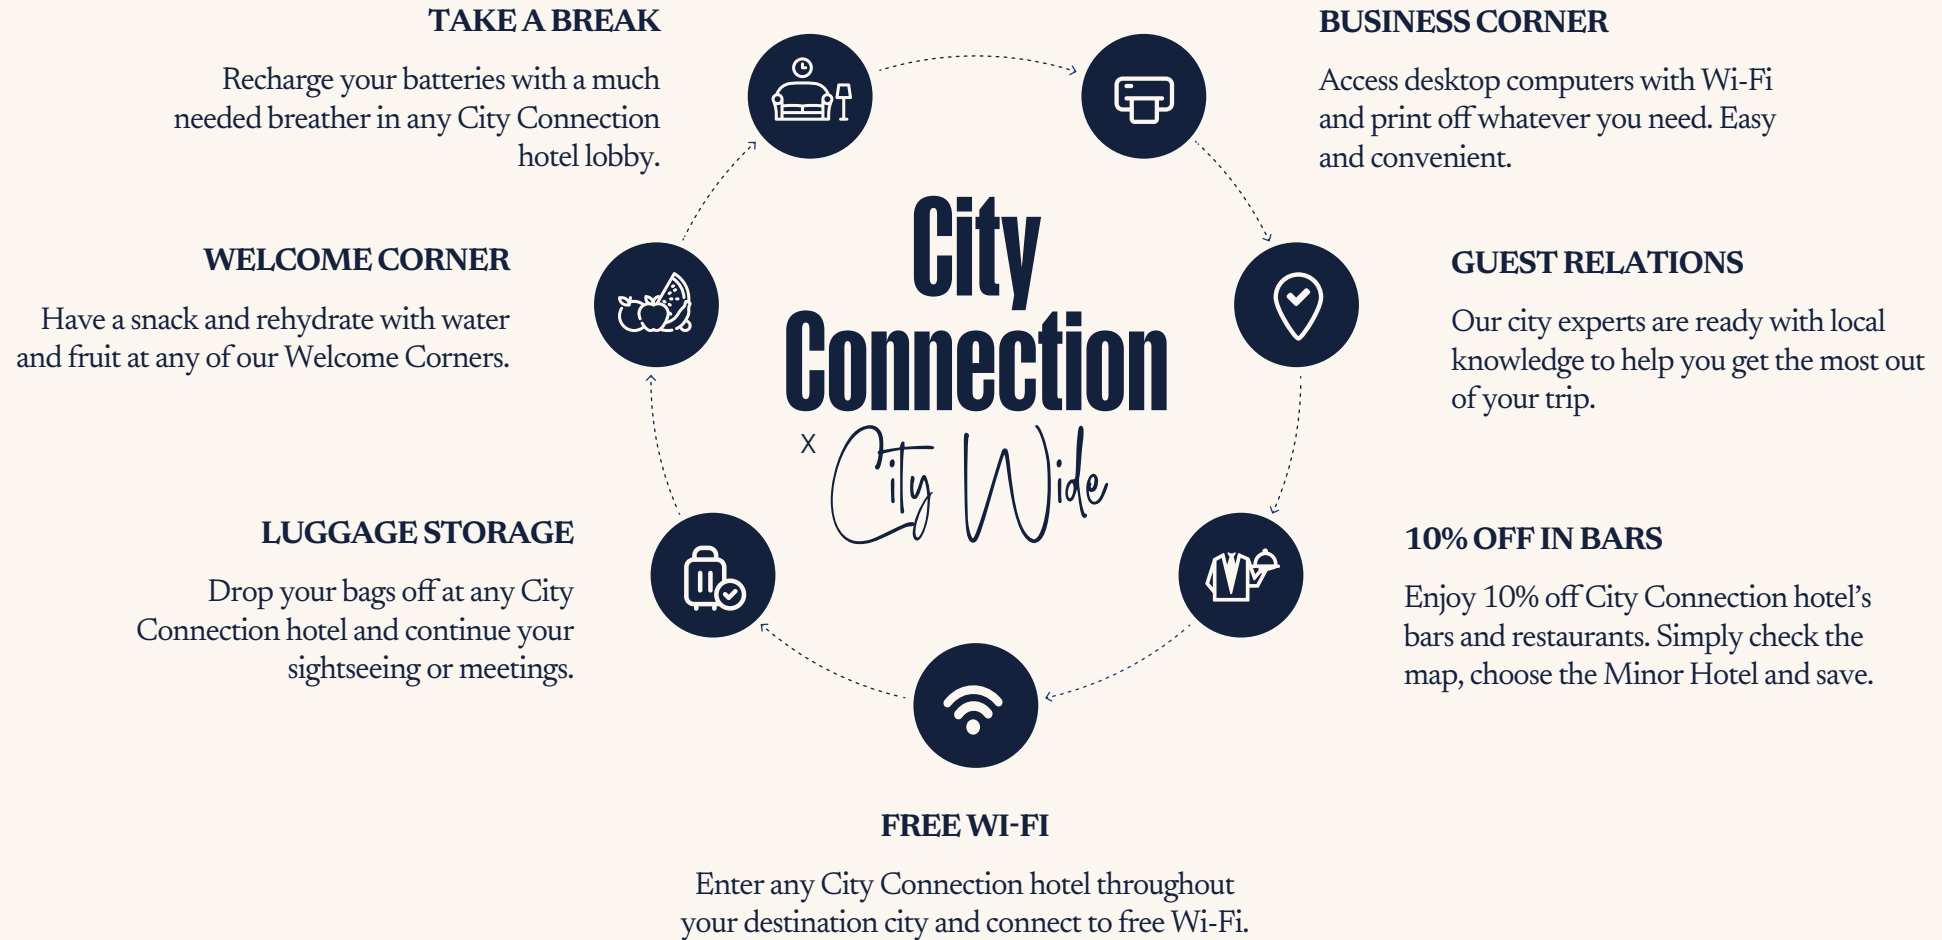 TAKE A BREAK
Recharge your batteries with a much
needed breather in any City Connection
hotel lobby.
BUSINESS CORNER
Access desktop computers with Wi-Fi
and print off whatever you need. Easy
and convenient.
WELCOME CORNER
Have a snack and rehydrate with water
and fruit at any of our Welcome Corners.
City
Connection
x City Wide
GUEST RELATIONS
Our city experts are ready with local
knowledge to help you get the most out
of your trip.
LUGGAGE STORAGE
Drop your bags off at any City
Connection hotel and continue your
sightseeing or meetings.
10% OFF IN BARS
Enjoy 10% off City Connection hotel’s
bars and restaurants. Simply check the
map, choose the Minor Hotel and save.
FREE WI-FI
Enter any City Connection hotel throughout
your destination city and connect to free Wi-Fi.